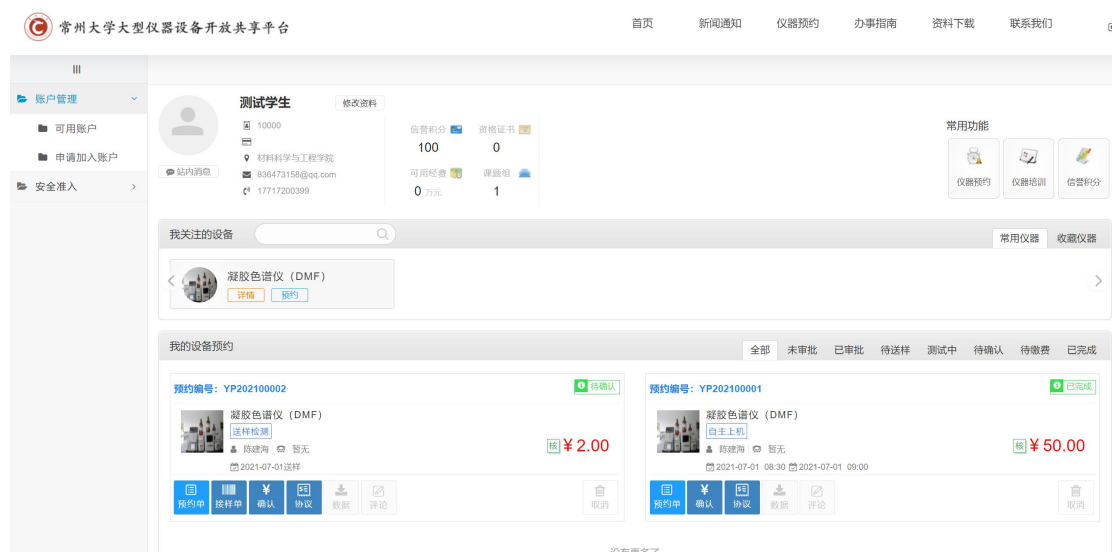 常州大学大型仪器设备开放共享平台
首页 新闻通知 仪器预约 办事指南 资料下载 联系我们
账户管理
可用账户
申请加入账户
安全准入
测试学生 修改资料
10000
材料科学与工程学院
836473158@qq.com
17717200399
站内消息
信誉积分 资格证书
100 0
可用经费 课题组
0 万元 1
常用功能
仪器预约 仪器培训 信誉积分
我关注的设备 常用仪器 收藏仪器
凝胶色谱仪（DMF）
详情 预约
我的设备预约 全部 未审批 已审批 待送样 测试中 待确认 待缴费 已完成
预约编号：YP202100002 待确认
凝胶色谱仪（DMF）
送样检测
陈建海 暂无
核 ¥ 2.00
2021-07-01送样
预约单 接样单 确认 协议 数据 评论 取消
预约编号：YP202100001 已完成
凝胶色谱仪（DMF）
自主上机
陈建海 暂无
核 ¥ 50.00
2021-07-01 08:30 2021-07-01 09:00
预约单 确认 协议 数据 评论 取消
没有更多了